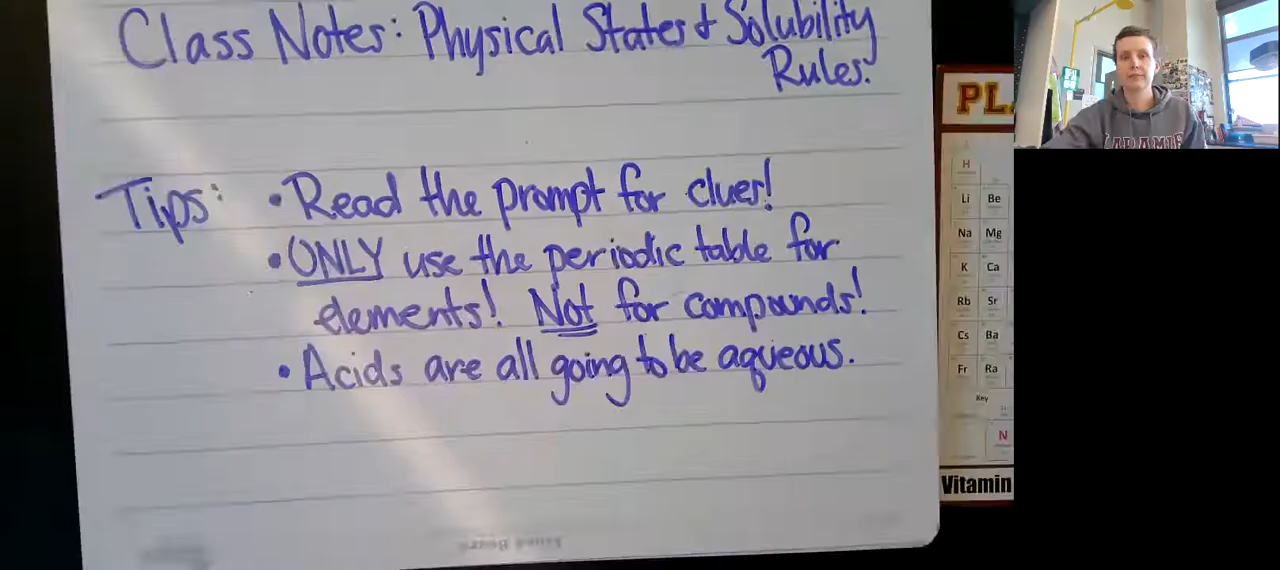 Class Notes: Physical States & Solubility
Rules.
Tips: • Read the prompt for clues!
• ONLY use the periodic table for
elements! Not for compounds!
• Acids are all going to be aqueous.
PL
H
Li Be
Na Mg
K Ca
Rb Sr
Cs Ba
Fr Ra
Key
N
Vitamin
LARAMIE